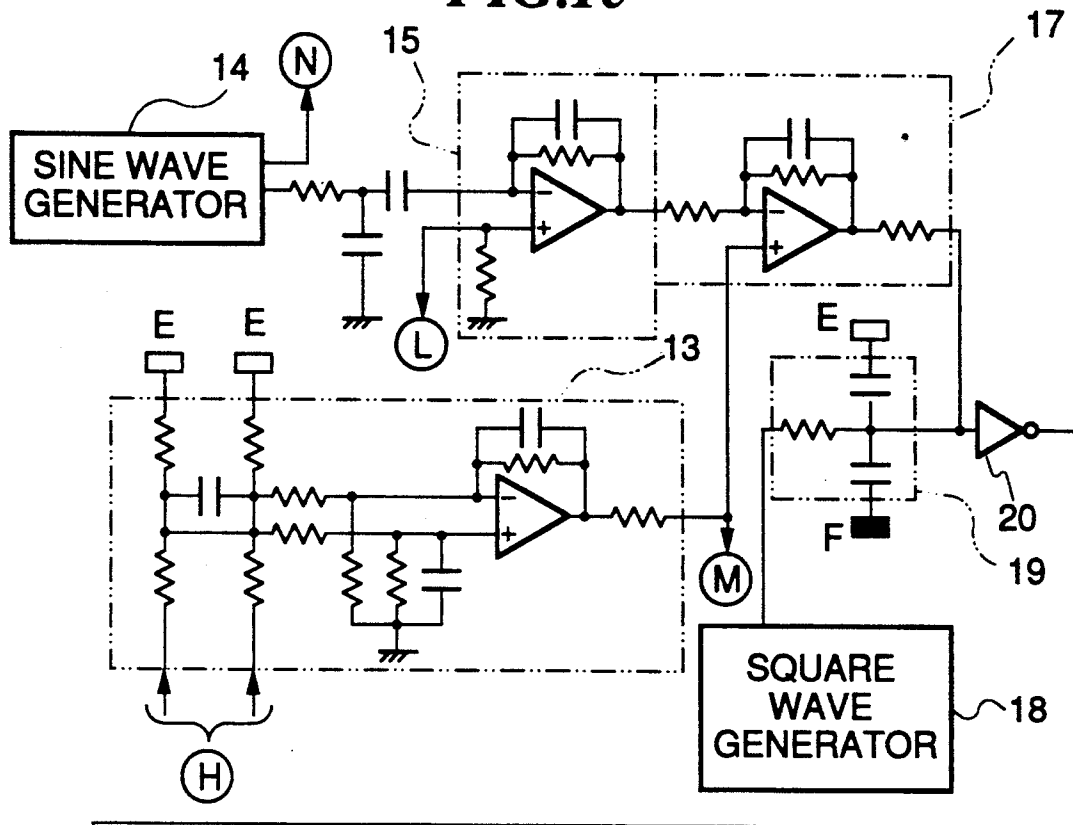 15
17
14
N
SINE WAVE
GENERATOR
−
+
−
+
L
E
E
13
E
−
+
20
F
19
M
SQUARE
WAVE
GENERATOR
18
H